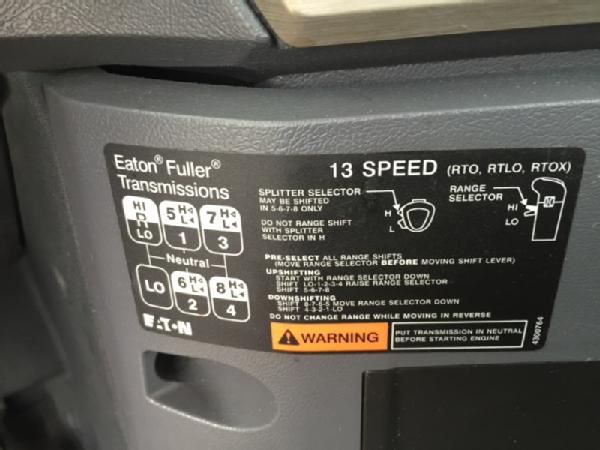 Eaton® Fuller®
Transmissions
13 SPEED (RTO, RTLO, RTOX)
SPLITTER SELECTOR
MAY BE SHIFTED
IN 5-6-7-8 ONLY
DO NOT RANGE SHIFT
WITH SPLITTER
SELECTOR IN H
H
L
RANGE
SELECTOR
HI
LO
HI
R
LO
5 H
L
1
7 H
L
3
Neutral
LO
6 H
L
2
8 H
L
4
EATON
PRE-SELECT ALL RANGE SHIFTS
(MOVE RANGE SELECTOR BEFORE MOVING SHIFT LEVER)
UPSHIFTING
START WITH RANGE SELECTOR DOWN
SHIFT LO-1-2-3-4 RAISE RANGE SELECTOR
SHIFT 5-6-7-8
DOWNSHIFTING
SHIFT 8-7-6-5 MOVE RANGE SELECTOR DOWN
SHIFT 4-3-2-1-LO
DO NOT CHANGE RANGE WHILE MOVING IN REVERSE
WARNING
PUT TRANSMISSION IN NEUTRAL
BEFORE STARTING ENGINE
4300764